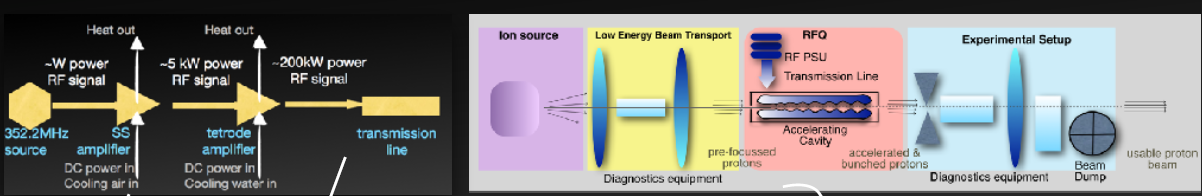 Heat out
Heat out
~W power
RF signal
~5 kW power
RF signal
~200kW power
RF signal
352.2MHz
source
SS
amplifier
tetrode
amplifier
transmission
line
DC power in
Cooling air in
DC power in
Cooling water in
Ion source
Low Energy Beam Transport
RFQ
RF PSU
Transmission Line
Accelerating
Cavity
pre-focussed
protons
accelerated &
bunched protons
Diagnostics equipment
Experimental Setup
Diagnostics equipment
Beam
Dump
usable proton
beam